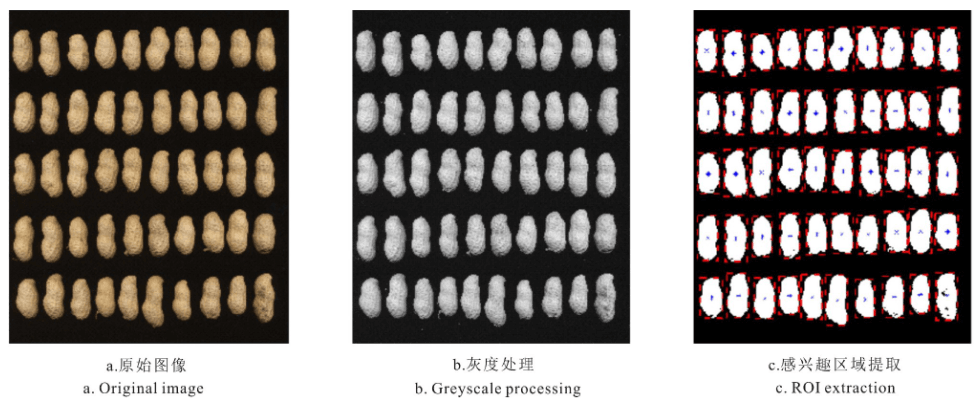 a.原始图像
a. Original image
b.灰度处理
b. Greyscale processing
c.感兴趣区域提取
c. ROI extraction